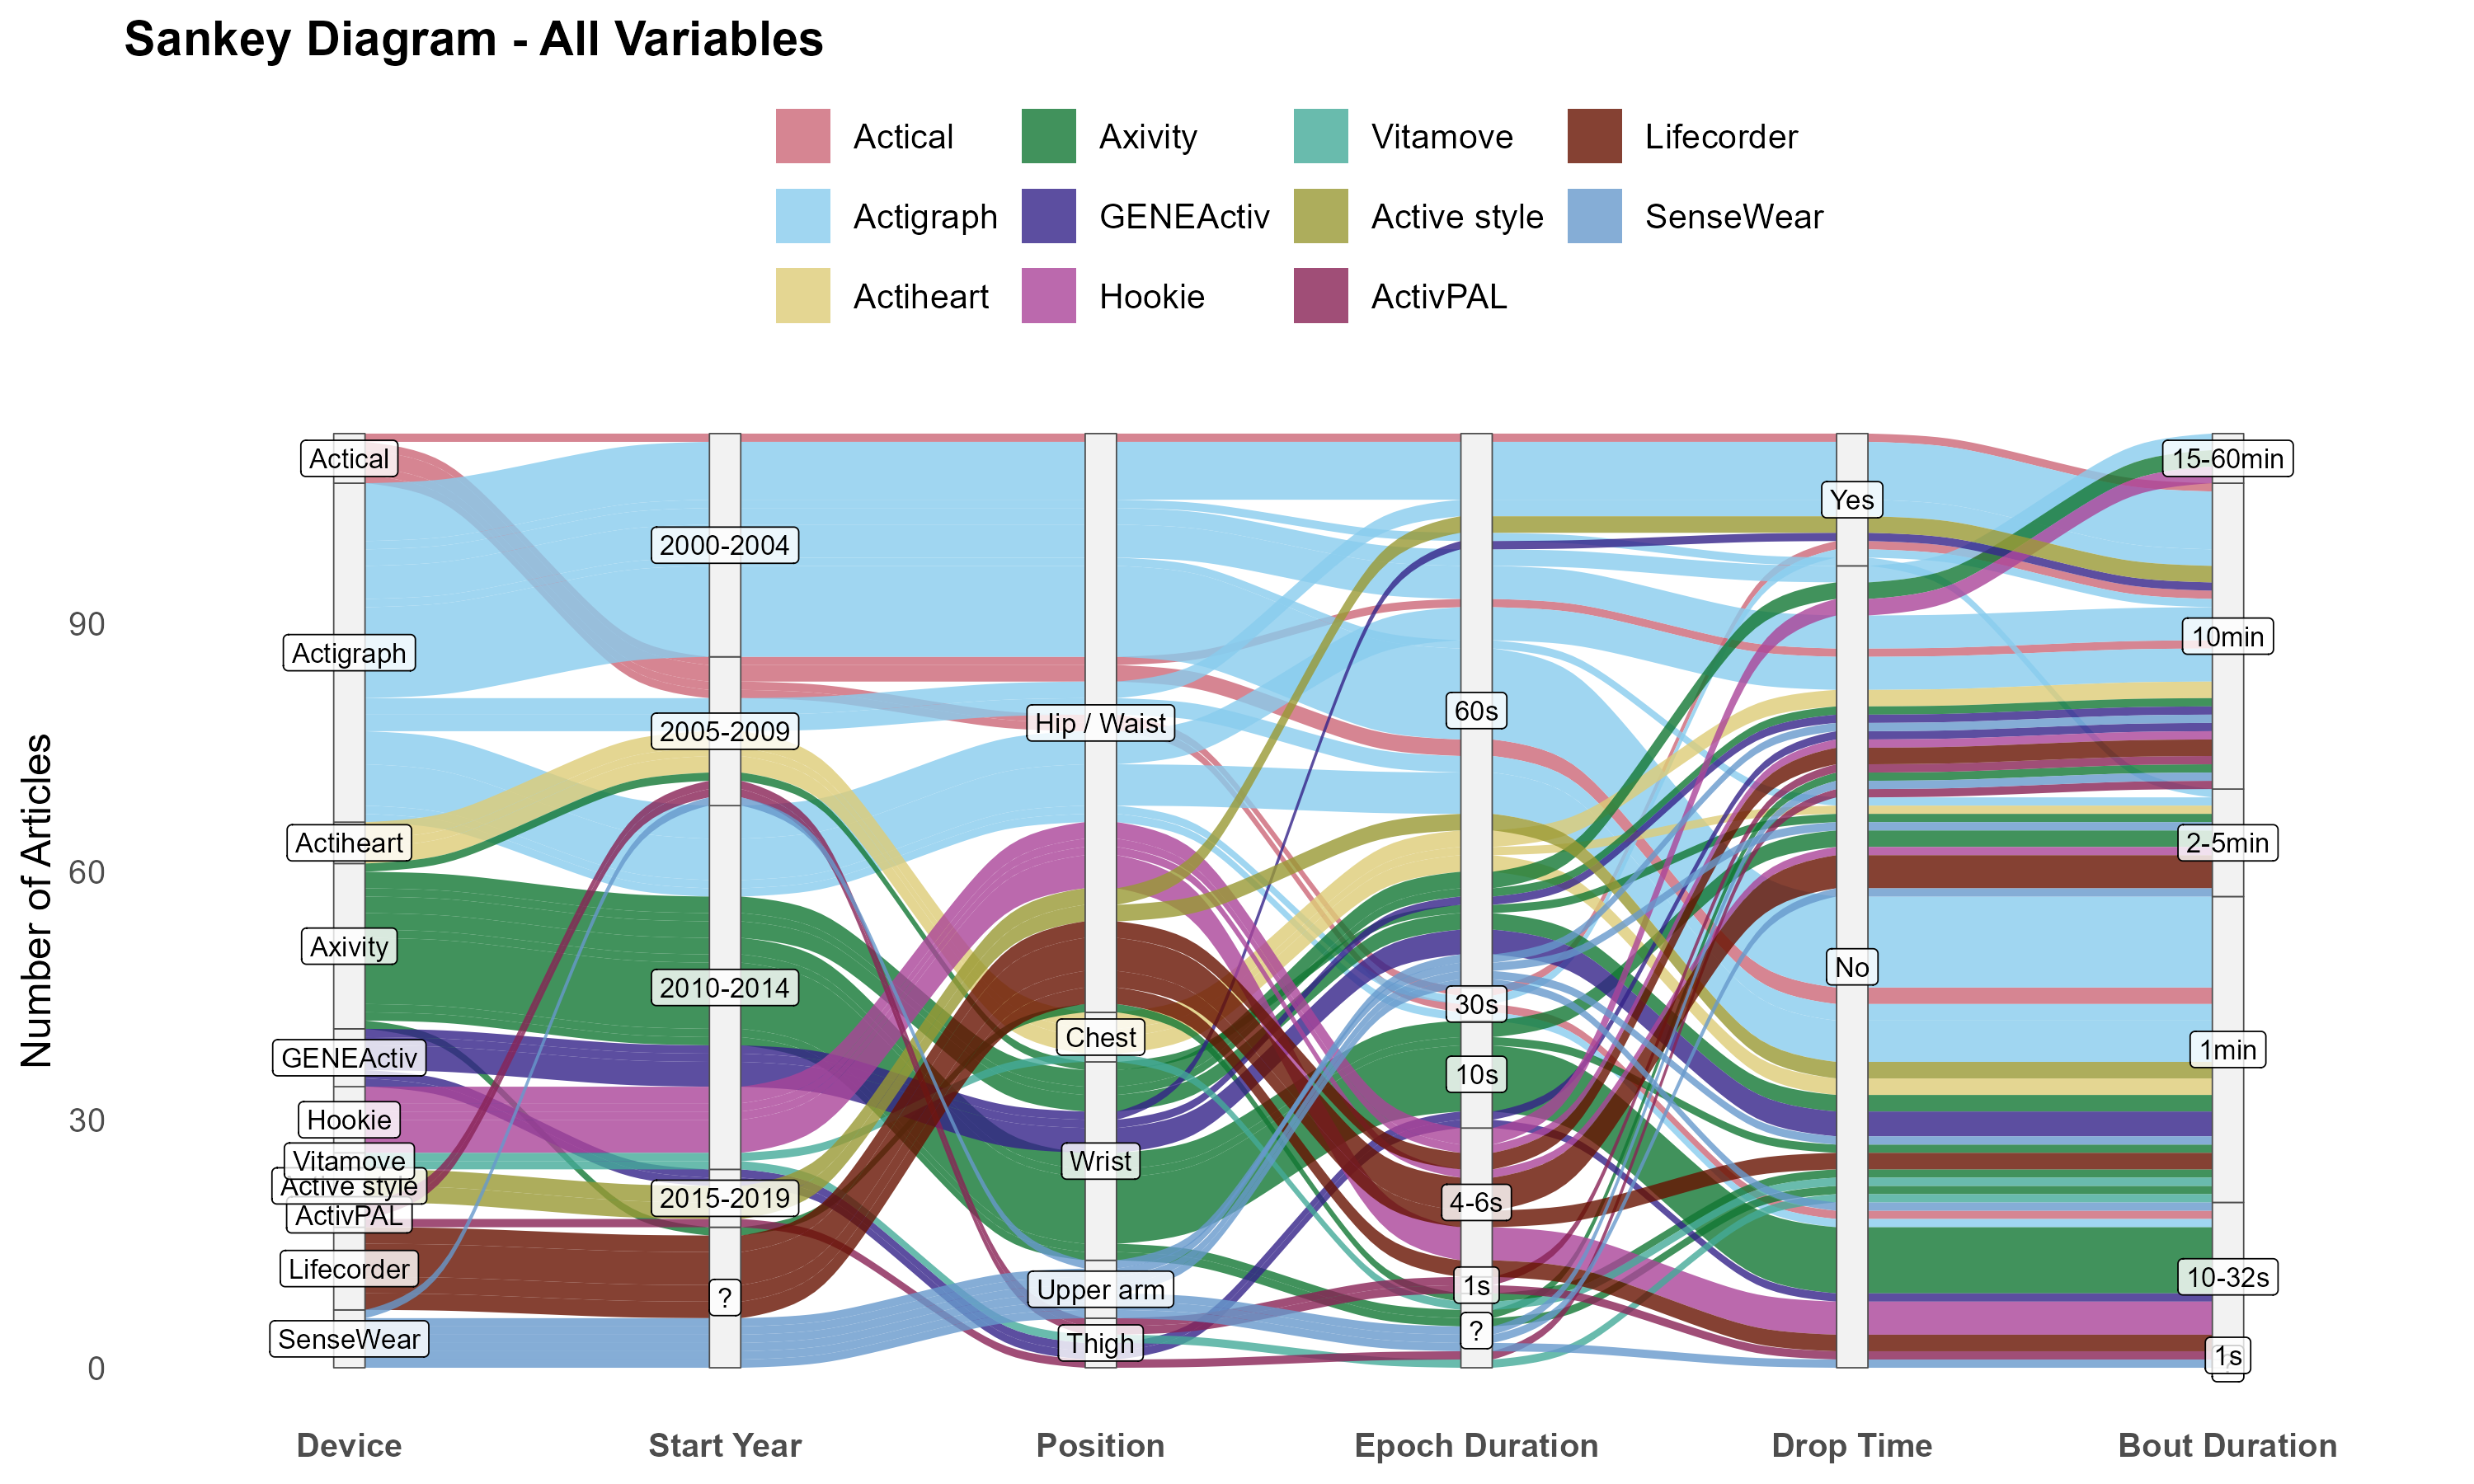 Sankey Diagram - All Variables
Actical
Axivity
Vitamove
Lifecorder
Actigraph
GENEActiv
Active style
SenseWear
Actiheart
Hookie
ActivPAL
Number of Articles
90
60
30
0
Actical
Actigraph
Actiheart
Axivity
GENEActiv
Hookie
Vitamove
Active style
ActivPAL
Lifecorder
SenseWear
2000-2004
2005-2009
2010-2014
2015-2019
?
Hip / Waist
Chest
Wrist
Upper arm
Thigh
60s
30s
10s
4-6s
1s
?
Yes
No
15-60min
10min
2-5min
1min
10-32s
1s
Device
Start Year
Position
Epoch Duration
Drop Time
Bout Duration